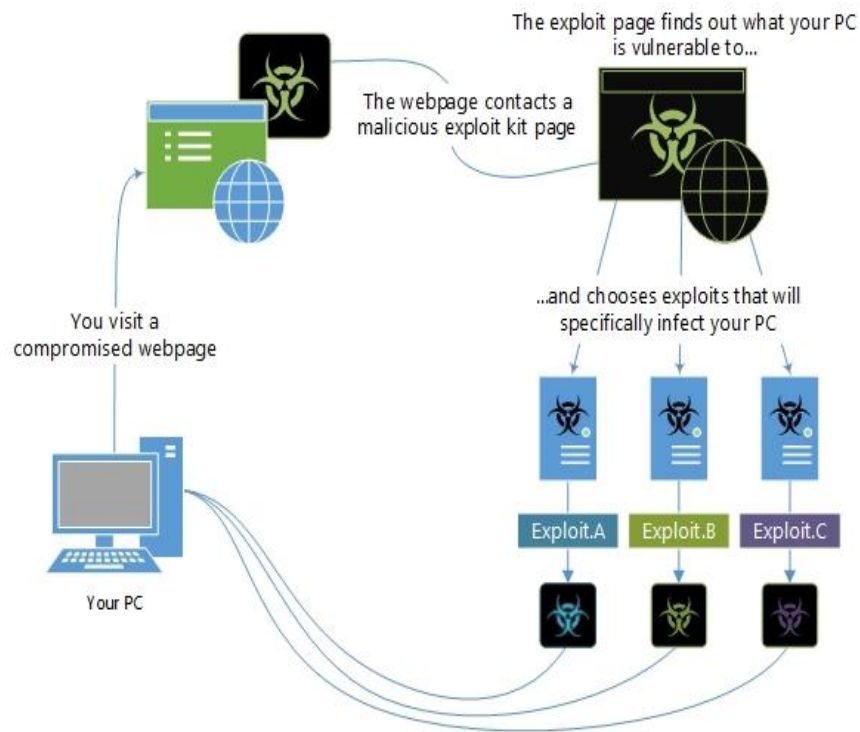 The exploit page finds out what your PC
is vulnerable to...
The webpage contacts a
malicious exploit kit page
...and chooses exploits that will
specifically infect your PC
You visit a
compromised webpage
Exploit.A
Exploit.B
Exploit.C
Your PC